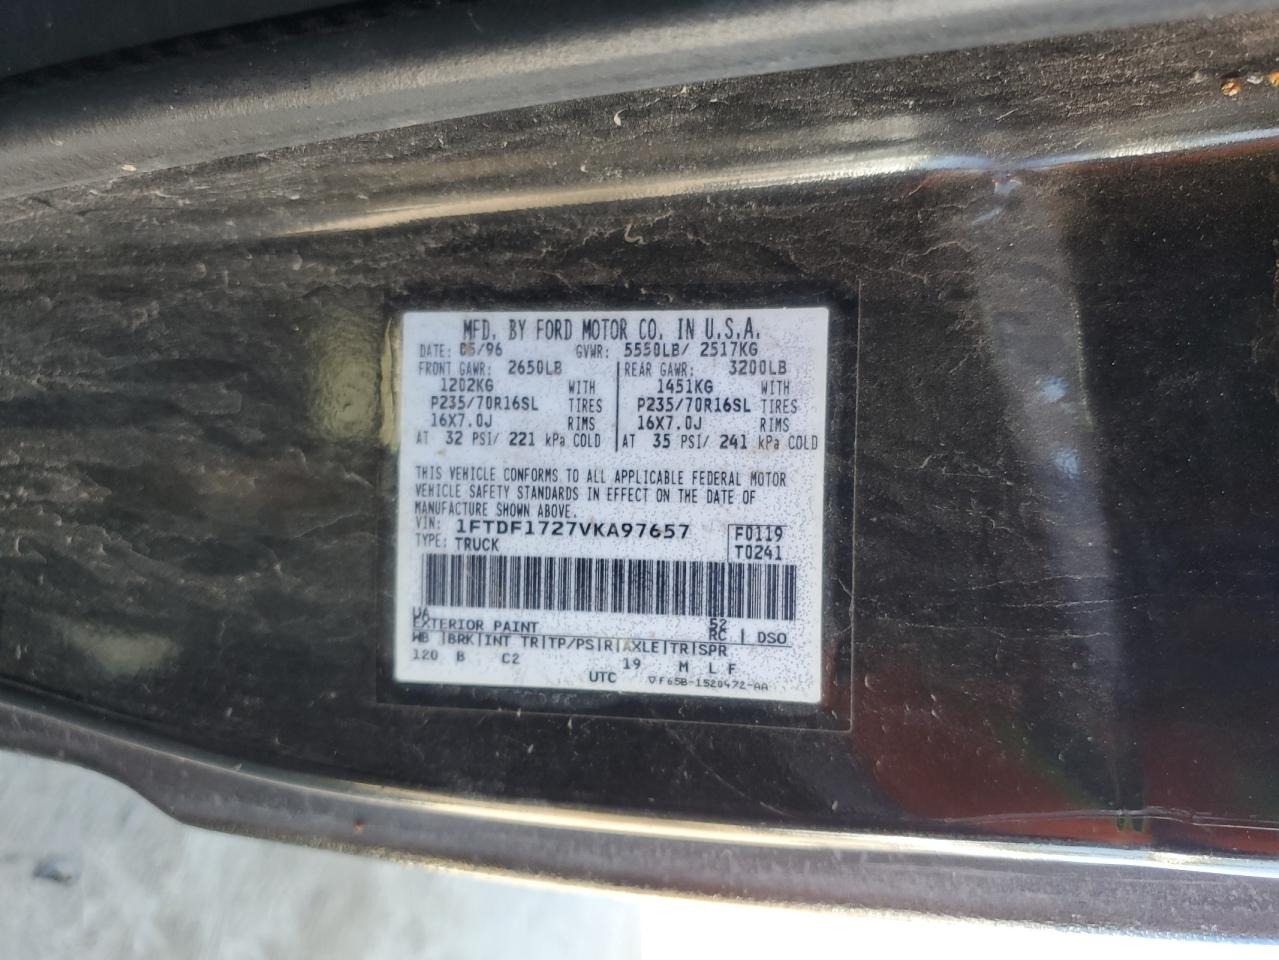 MFD. BY FORD MOTOR CO. IN U.S.A.
DATE: 05/96 GVWR: 5550LB/ 2517KG
FRONT GAWR: 2650LB REAR GAWR: 3200LB
1202KG WITH 1451KG WITH
P235/70R16SL TIRES P235/70R16SL TIRES
16X7.0J RIMS 16X7.0J RIMS
AT 32 PSI/ 221 kPa COLD AT 35 PSI/ 241 kPa COLD
THIS VEHICLE CONFORMS TO ALL APPLICABLE FEDERAL MOTOR
VEHICLE SAFETY STANDARDS IN EFFECT ON THE DATE OF
MANUFACTURE SHOWN ABOVE.
VIN: 1FTDF1727VKA97657 F0119
TYPE: TRUCK T0241
UA 52
EXTERIOR PAINT RC | DSO
WB |BRK|INT TR|TP/PS|R|AXLE|TR|SPR
120 B C2 19 M L F
UTC ▽F65B-1520472-AA